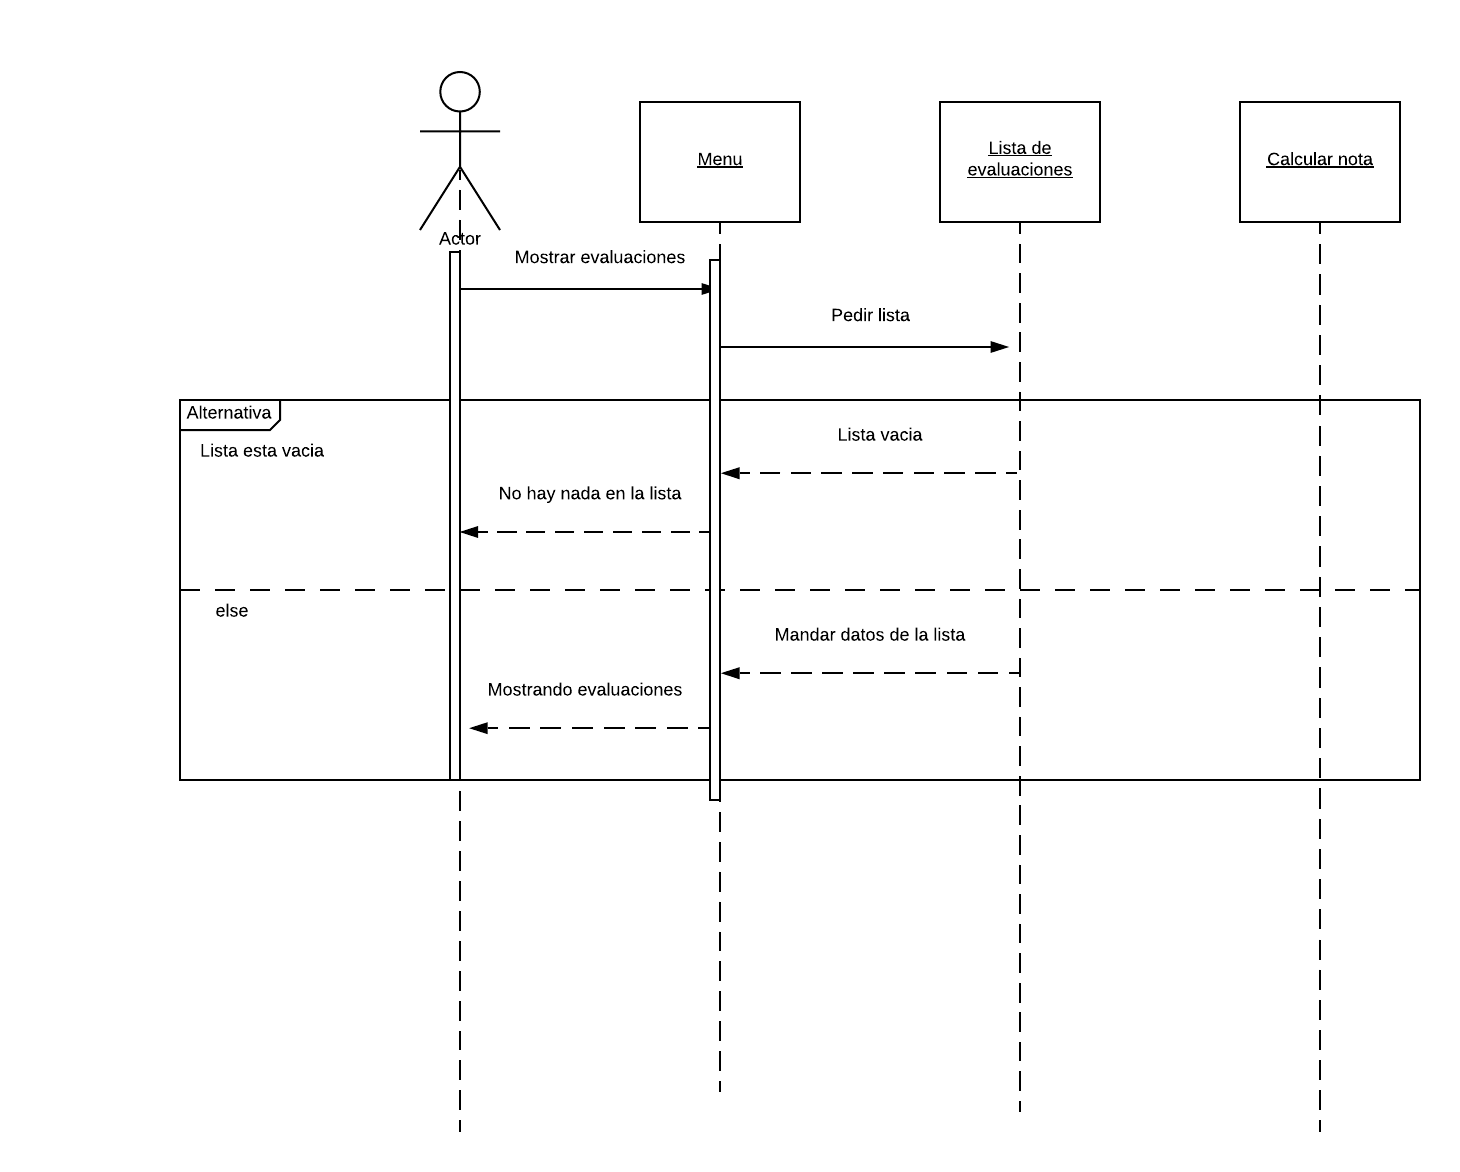 Actor
Menu
Lista de
evaluaciones
Calcular nota
Mostrar evaluaciones
Pedir lista
Alternativa
Lista esta vacia
Lista vacia
No hay nada en la lista
else
Mandar datos de la lista
Mostrando evaluaciones